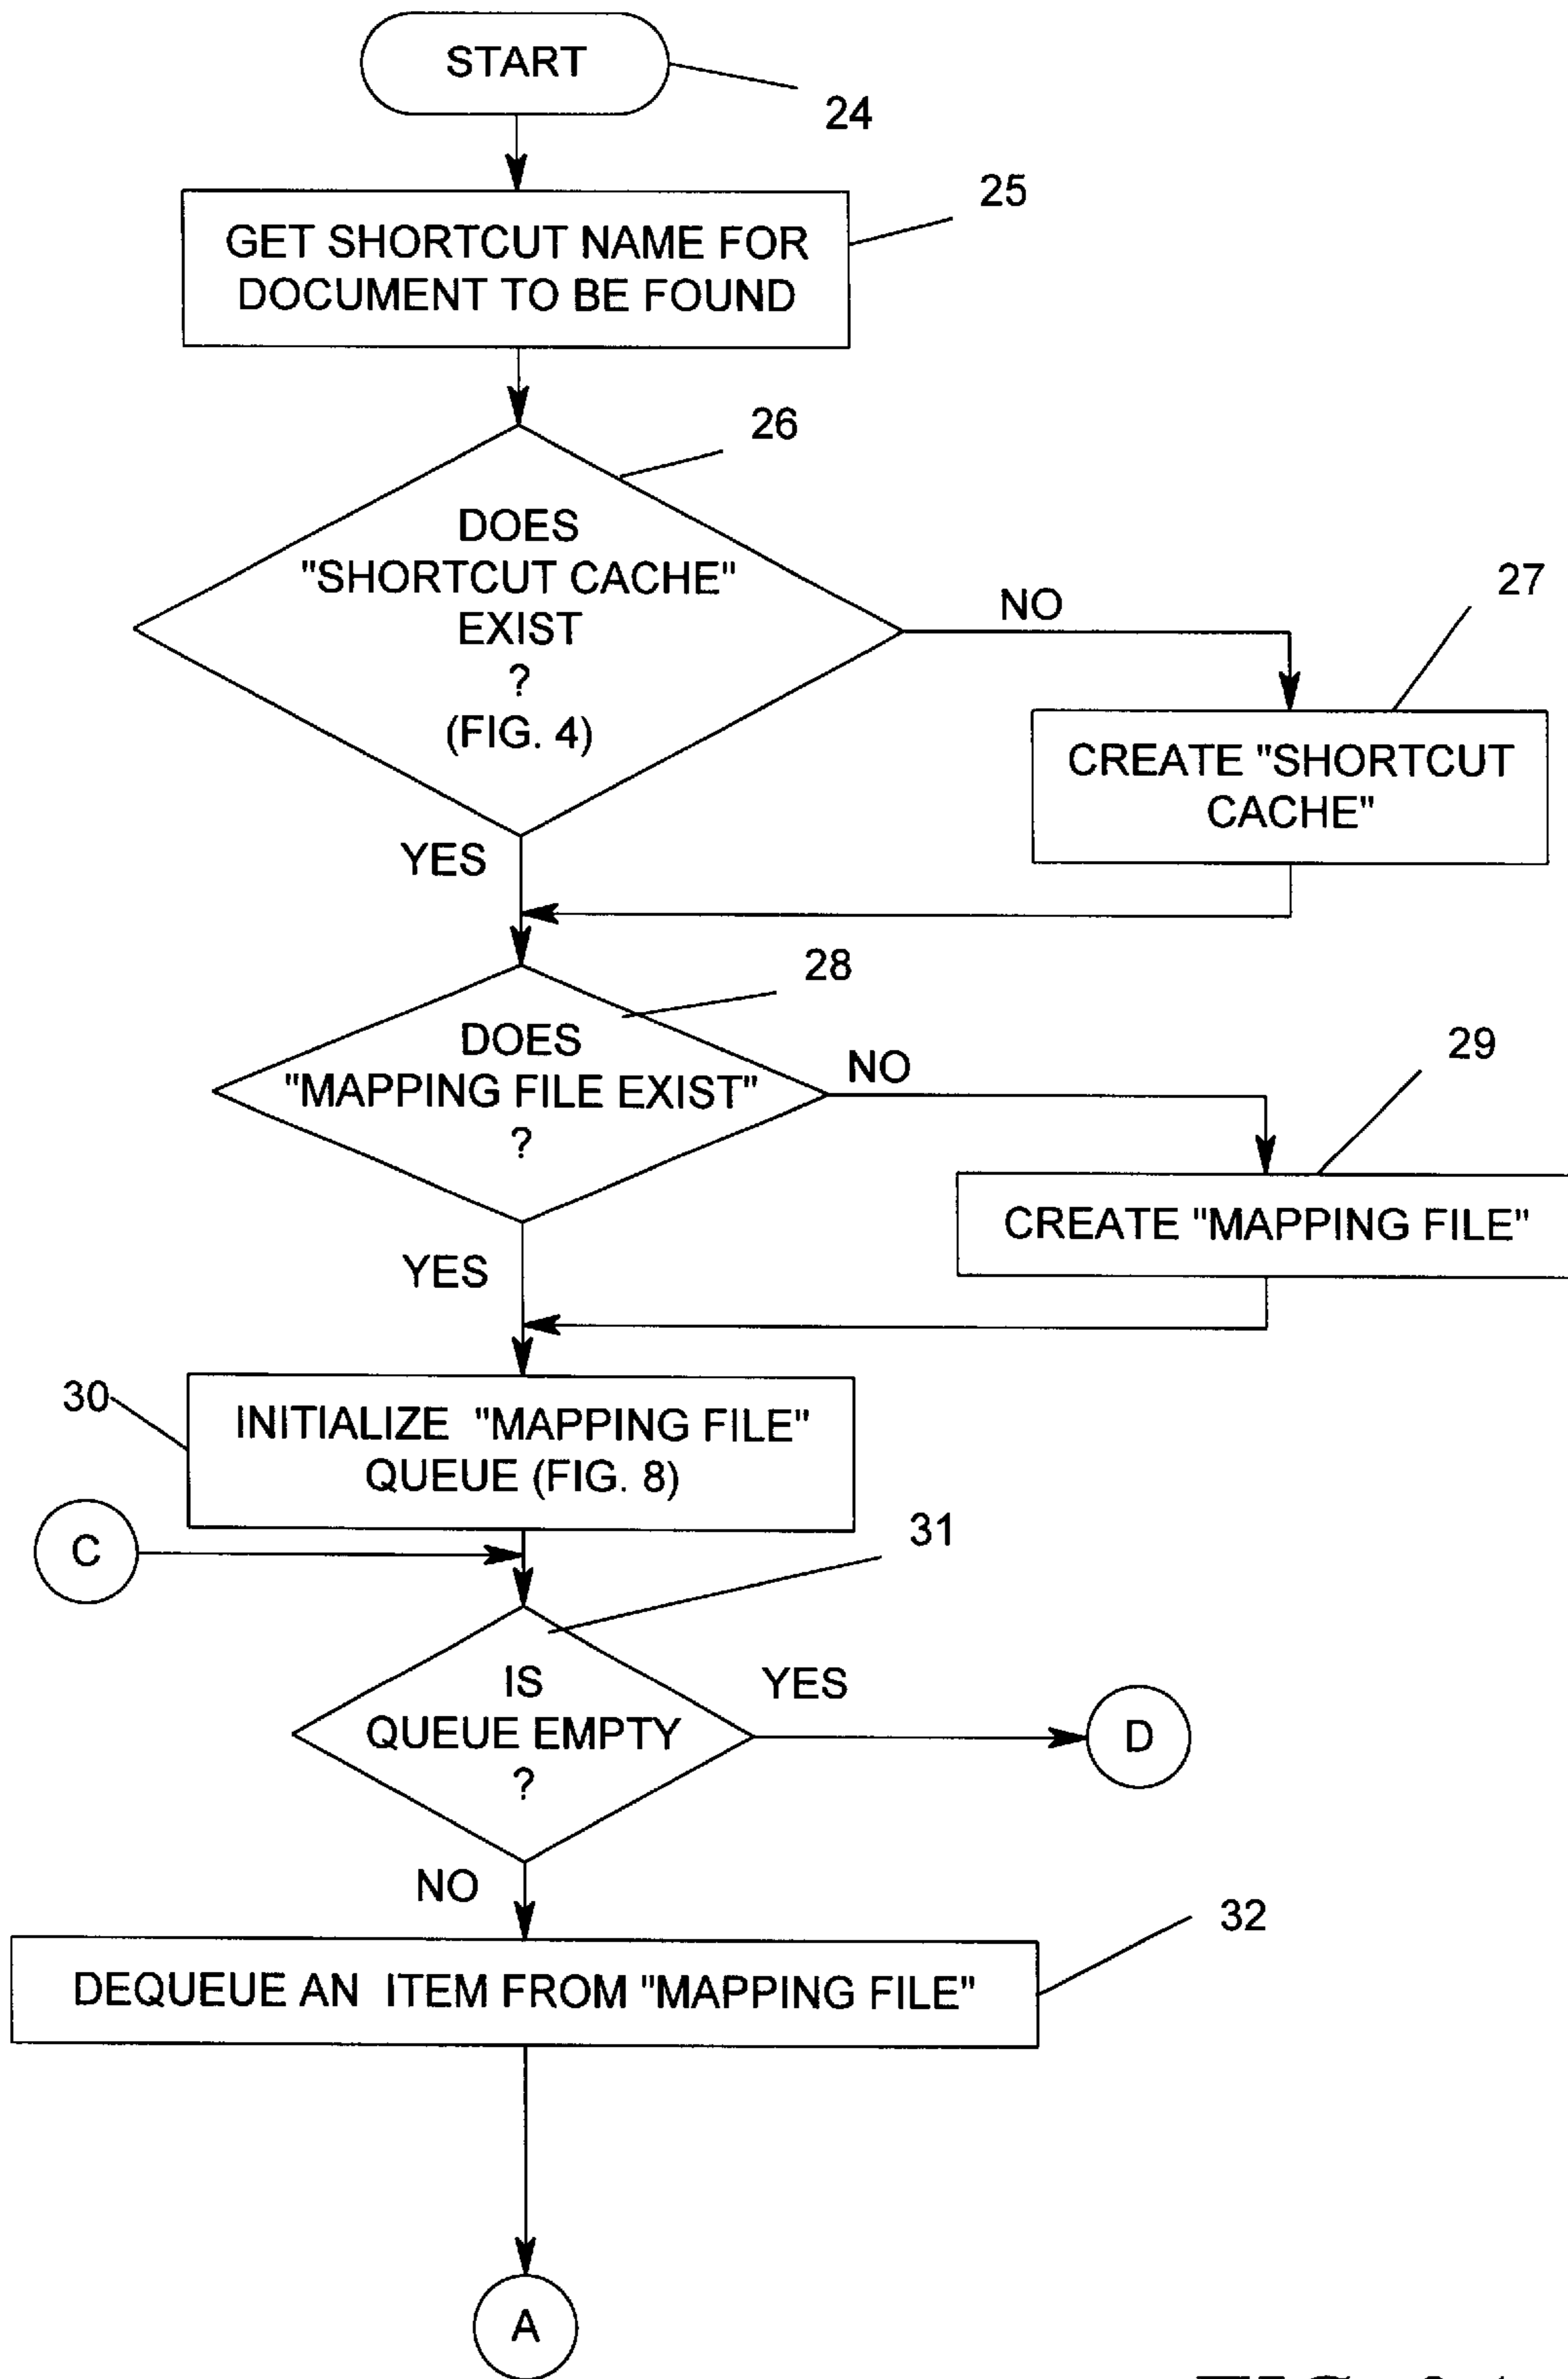 START
24
25
GET SHORTCUT NAME FOR
DOCUMENT TO BE FOUND
26
DOES
"SHORTCUT CACHE"
EXIST
?
(FIG. 4)
NO
27
CREATE "SHORTCUT
CACHE"
YES
28
DOES
"MAPPING FILE EXIST"
?
NO
29
CREATE "MAPPING FILE"
YES
30
INITIALIZE "MAPPING FILE"
QUEUE (FIG. 8)
C
31
IS
QUEUE EMPTY
?
YES
D
NO
32
DEQUEUE AN ITEM FROM "MAPPING FILE"
A